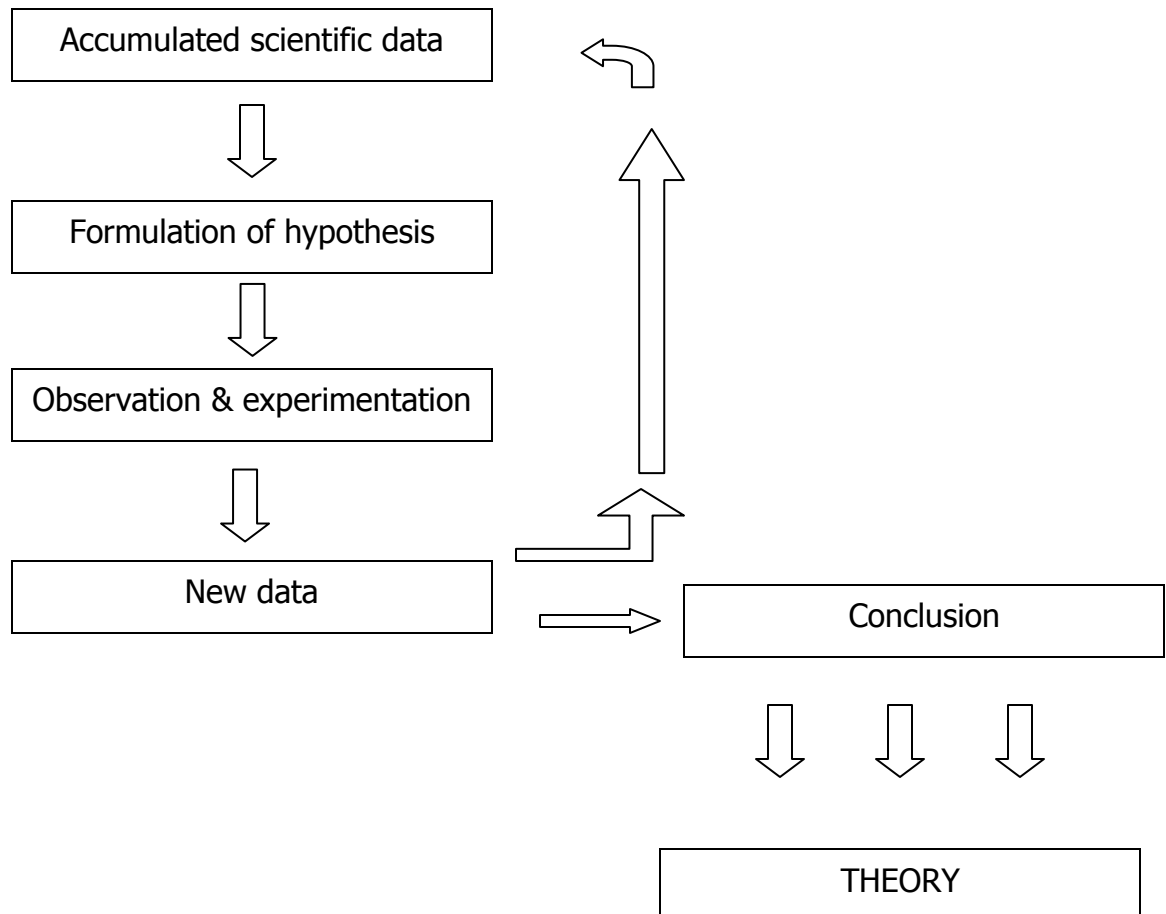 Accumulated scientific data
Formulation of hypothesis
Observation & experimentation
New data
Conclusion
THEORY